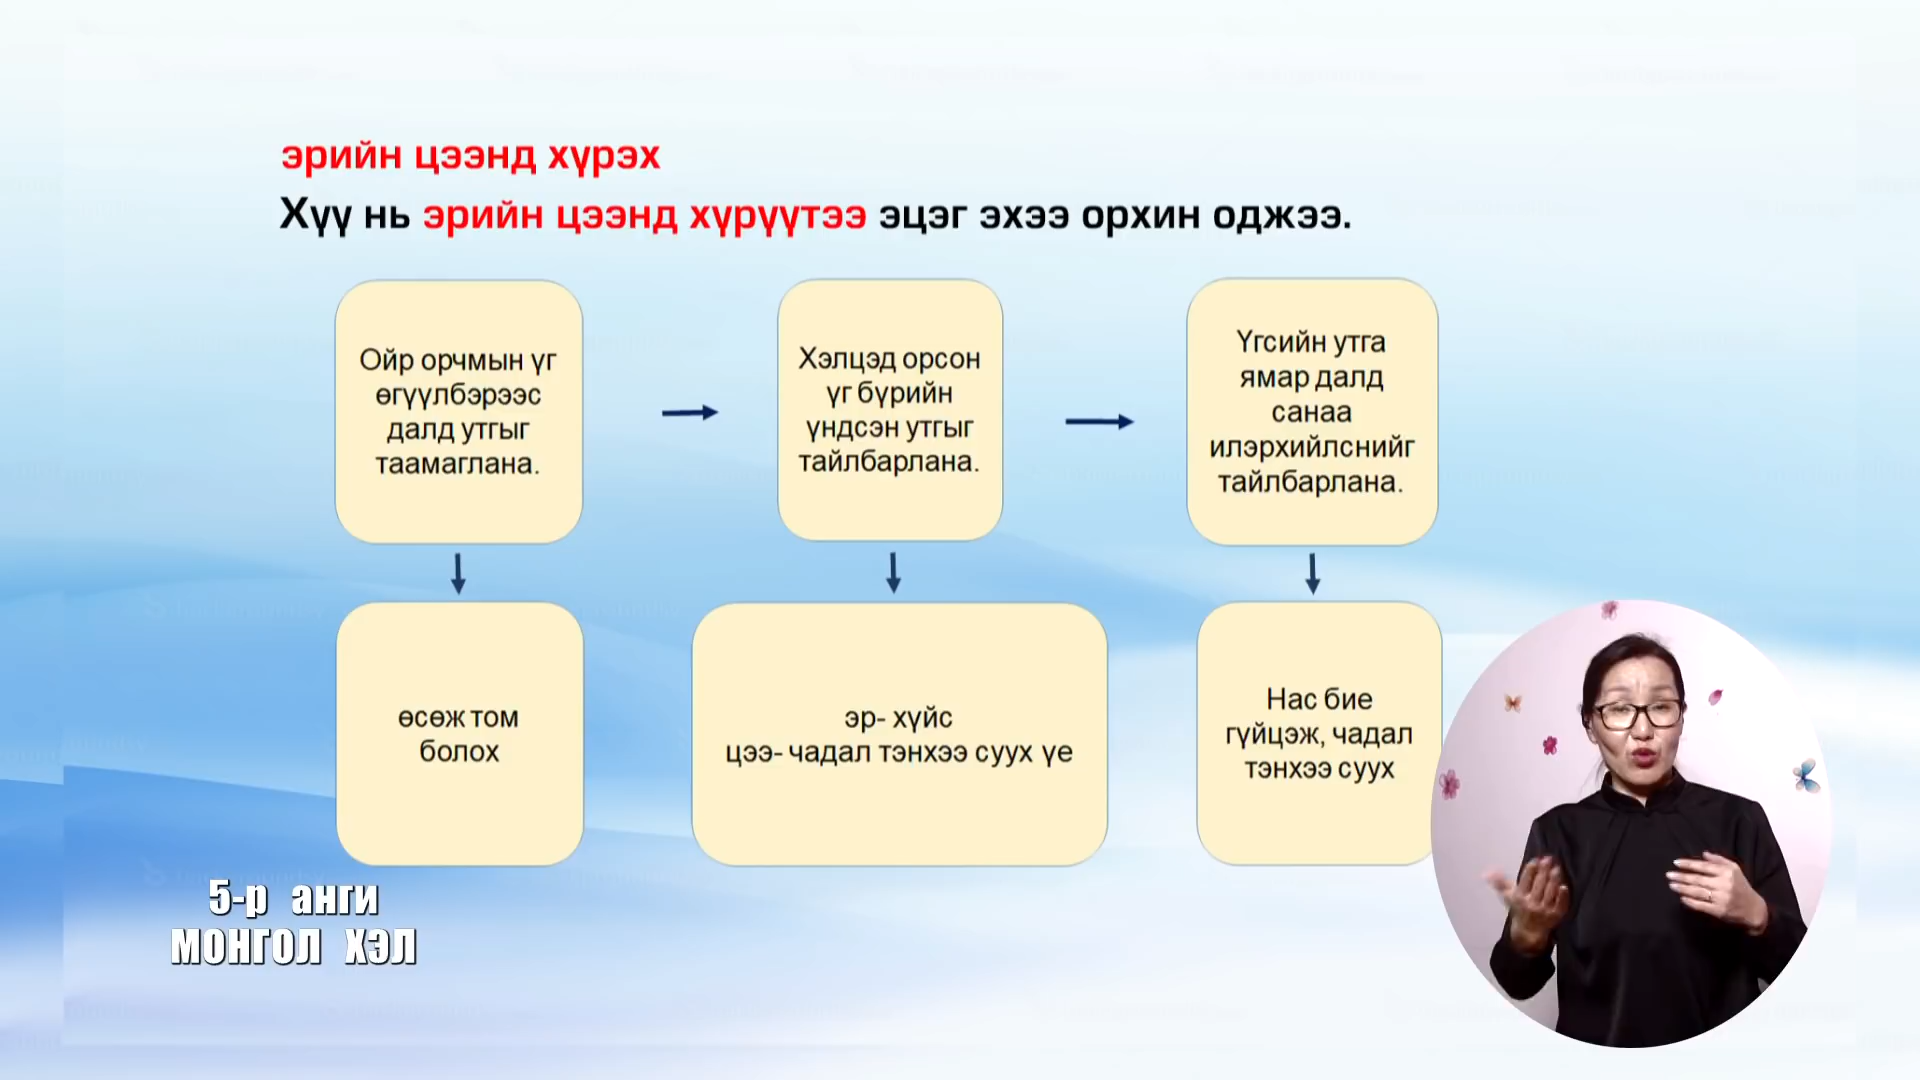 эрийн цээнд хүрэх
Хүү нь эрийн цээнд хүрүүтээ эцэг эхээ орхин оджээ.
Ойр орчмын үг
өгүүлбэрээс
далд утгыг
таамаглана.
Хэлцэд орсон
үг бүрийн
үндсэн утгыг
тайлбарлана.
Үгсийн утга
ямар далд
санаа
илэрхийлснийг
тайлбарлана.
өсөж том
болох
эр- хүйс
цээ- чадал тэнхээ суух үе
Нас бие
гүйцэж, чадал
тэнхээ суух
5-р анги
МОНГОЛ ХЭЛ